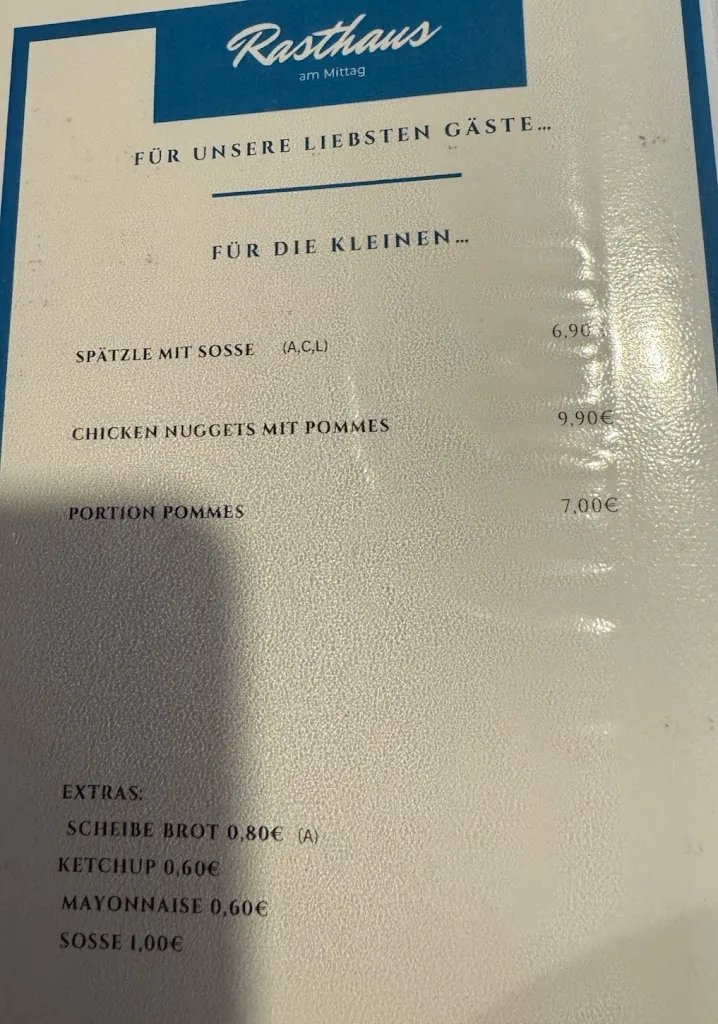 Rasthaus
am Mittag
FÜR UNSERE LIEBSTEN GÄSTE...
FÜR DIE KLEINEN...
SPÄTZLE MIT SOSSE (A,C,L) 6,90
CHICKEN NUGGETS MIT POMMES 9,90€
PORTION POMMES 7,00€
EXTRAS:
SCHEIBE BROT 0,80€ (A)
KETCHUP 0,60€
MAYONNAISE 0,60€
SOSSE 1,00€